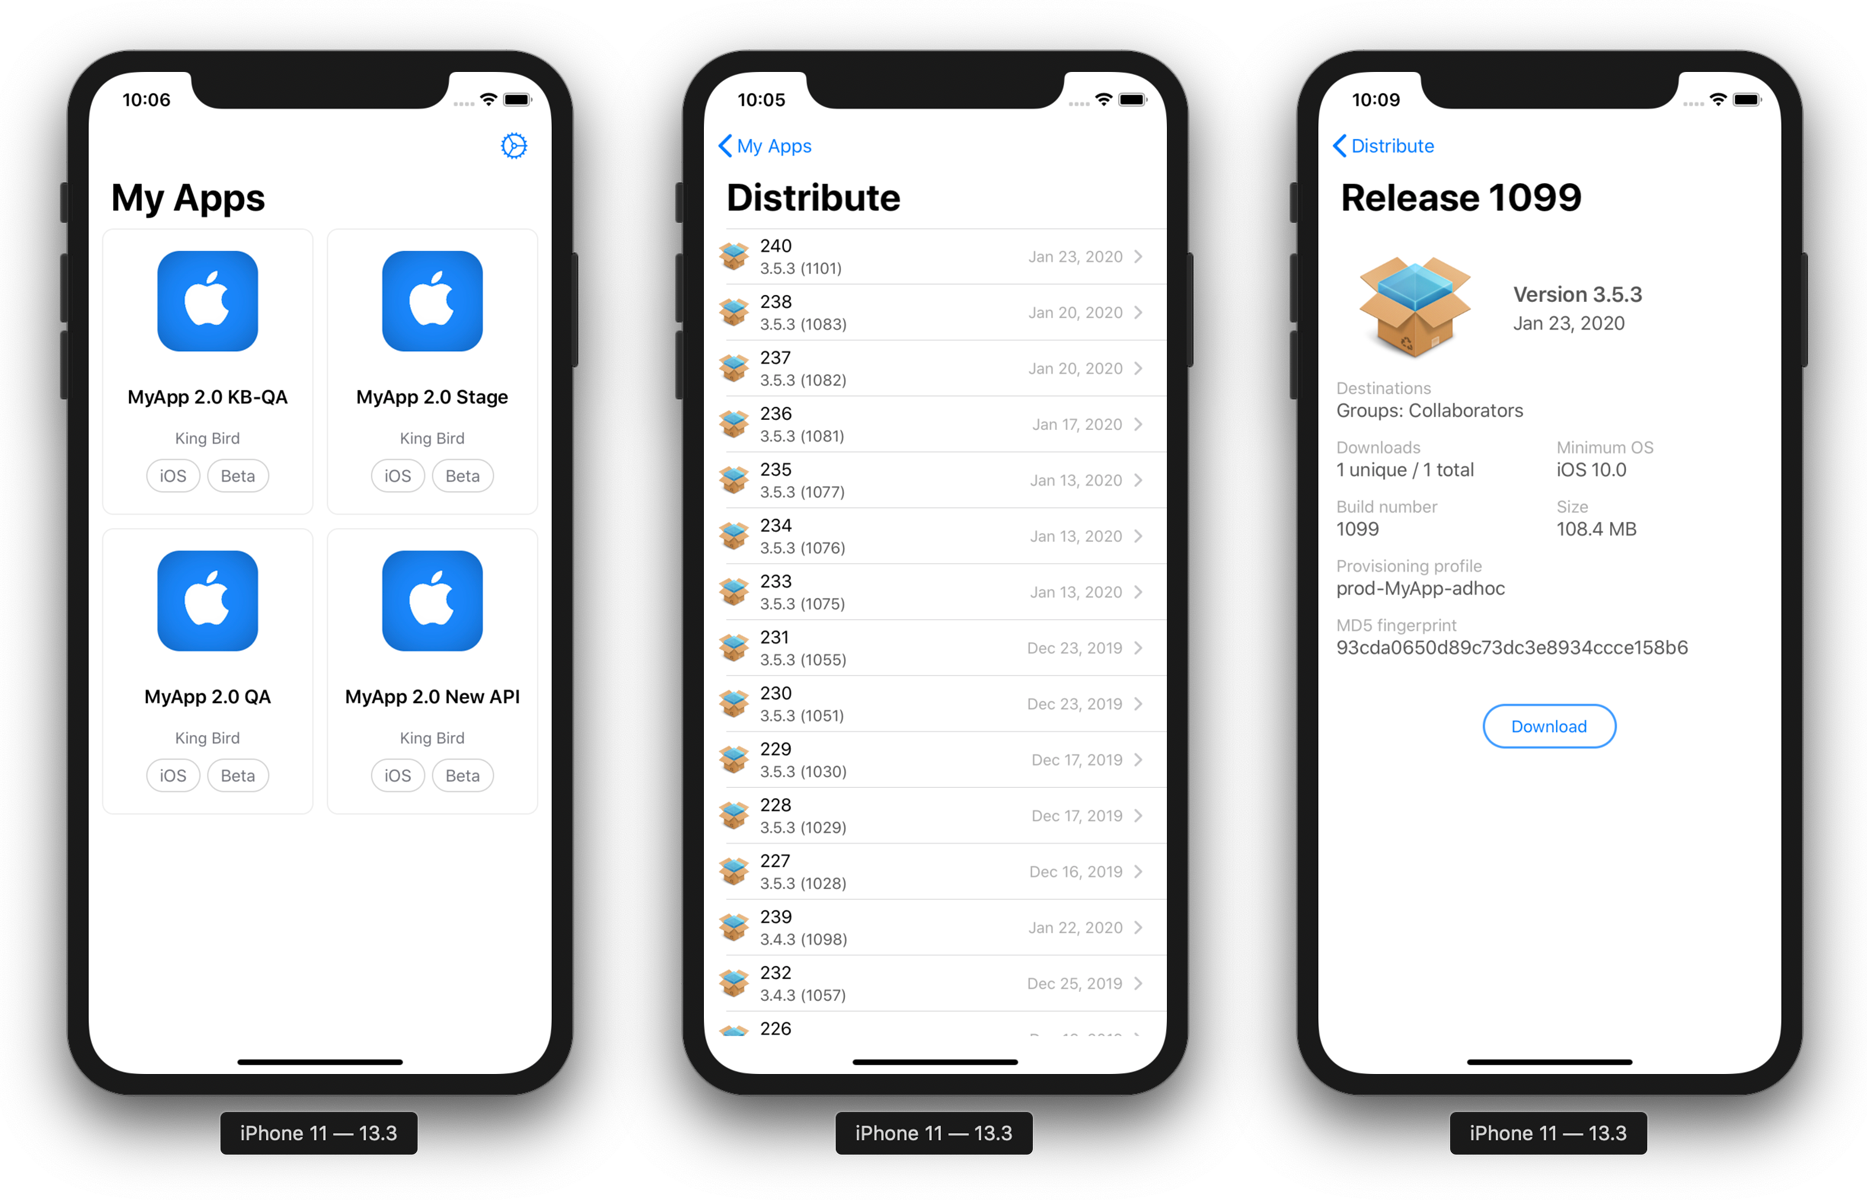 10:06
My Apps
MyApp 2.0 KB-QA
King Bird
iOS Beta
MyApp 2.0 Stage
King Bird
iOS Beta
MyApp 2.0 QA
King Bird
iOS Beta
MyApp 2.0 New API
King Bird
iOS Beta
iPhone 11 — 13.3
10:05
My Apps
Distribute
240
3.5.3 (1101)
Jan 23, 2020
238
3.5.3 (1083)
Jan 20, 2020
237
3.5.3 (1082)
Jan 20, 2020
236
3.5.3 (1081)
Jan 17, 2020
235
3.5.3 (1077)
Jan 13, 2020
234
3.5.3 (1076)
Jan 13, 2020
233
3.5.3 (1075)
Jan 13, 2020
231
3.5.3 (1055)
Dec 23, 2019
230
3.5.3 (1051)
Dec 23, 2019
229
3.5.3 (1030)
Dec 17, 2019
228
3.5.3 (1029)
Dec 17, 2019
227
3.5.3 (1028)
Dec 16, 2019
239
3.4.3 (1098)
Jan 22, 2020
232
3.4.3 (1057)
Dec 25, 2019
226
iPhone 11 — 13.3
10:09
Distribute
Release 1099
Version 3.5.3
Jan 23, 2020
Destinations
Groups: Collaborators
Downloads
1 unique / 1 total
Minimum OS
iOS 10.0
Build number
1099
Size
108.4 MB
Provisioning profile
prod-MyApp-adhoc
MD5 fingerprint
93cda0650d89c73dc3e8934ccce158b6
Download
iPhone 11 — 13.3